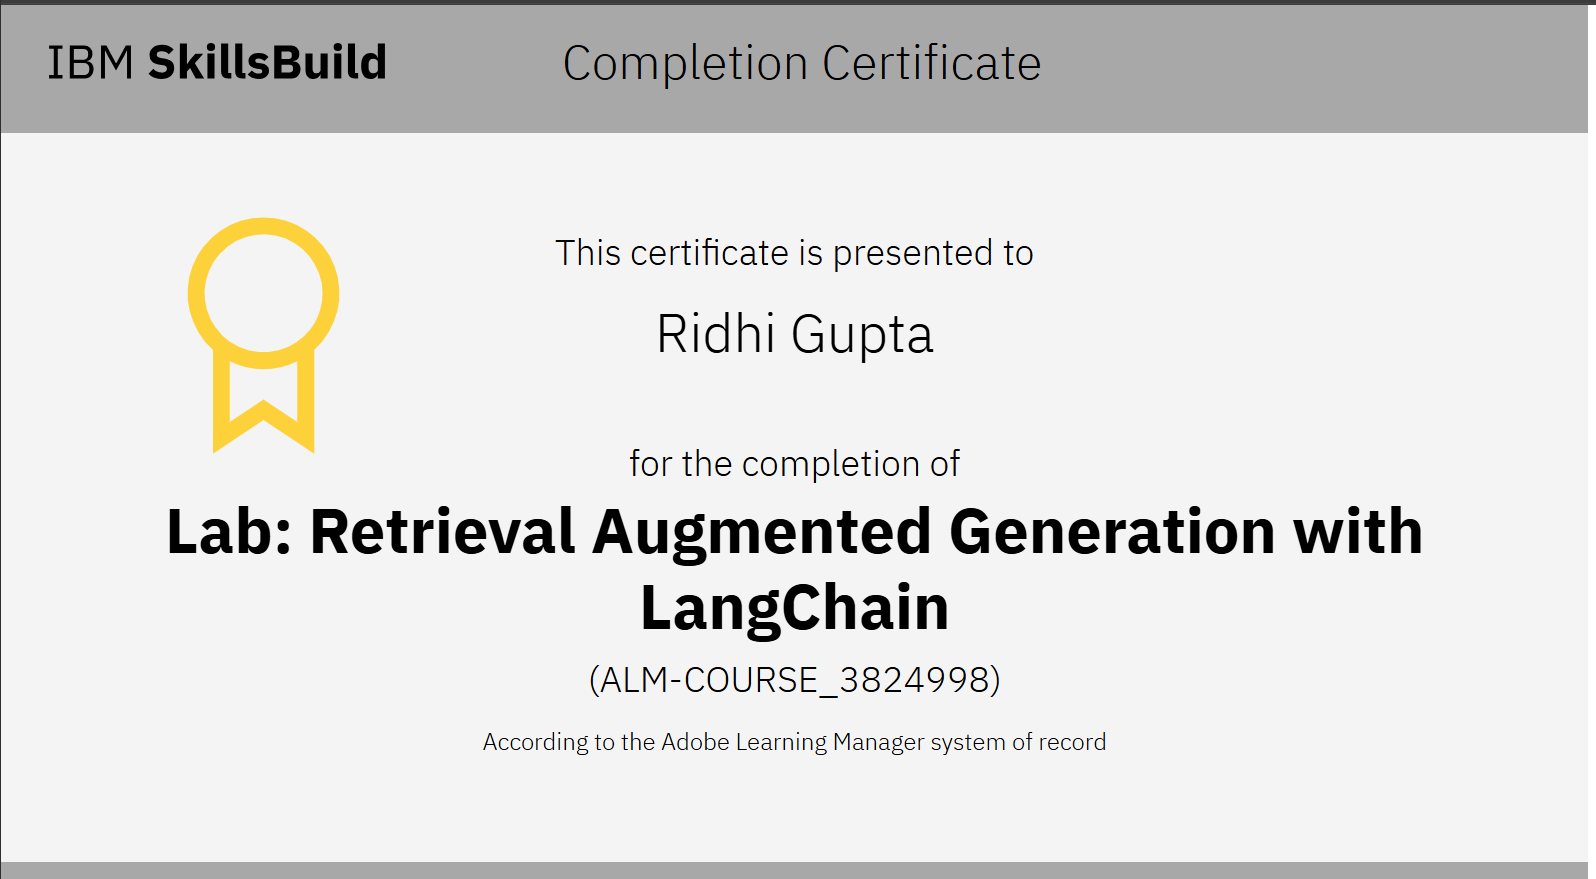 IBM SkillsBuild
Completion Certificate
This certificate is presented to
Ridhi Gupta
for the completion of
Lab: Retrieval Augmented Generation with
LangChain
(ALM-COURSE_3824998)
According to the Adobe Learning Manager system of record